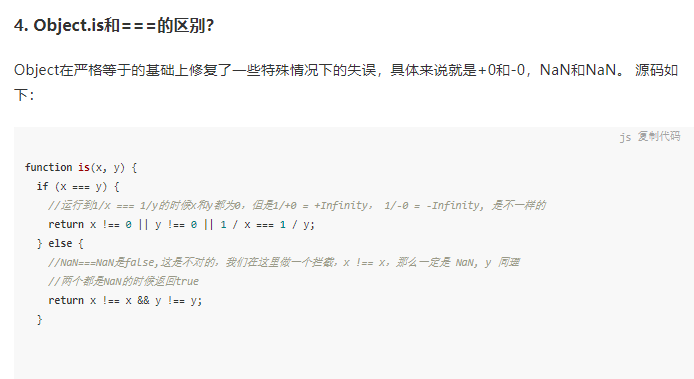 4. Object.is和===的区别?
Object在严格等于的基础上修复了一些特殊情况下的失误，具体来说就是+0和-0，NaN和NaN。 源码如
下：
js 复制代码
function is(x, y) {
  if (x === y) {
    //运行到1/x === 1/y的时候x和y都为0，但是1/+0 = +Infinity， 1/-0 = -Infinity, 是不一样的
    return x !== 0 || y !== 0 || 1 / x === 1 / y;
  } else {
    //NaN===NaN是false,这是不对的，我们在这里做一个拦截，x !== x，那么一定是 NaN, y 同理
    //两个都是NaN的时候返回true
    return x !== x && y !== y;
  }